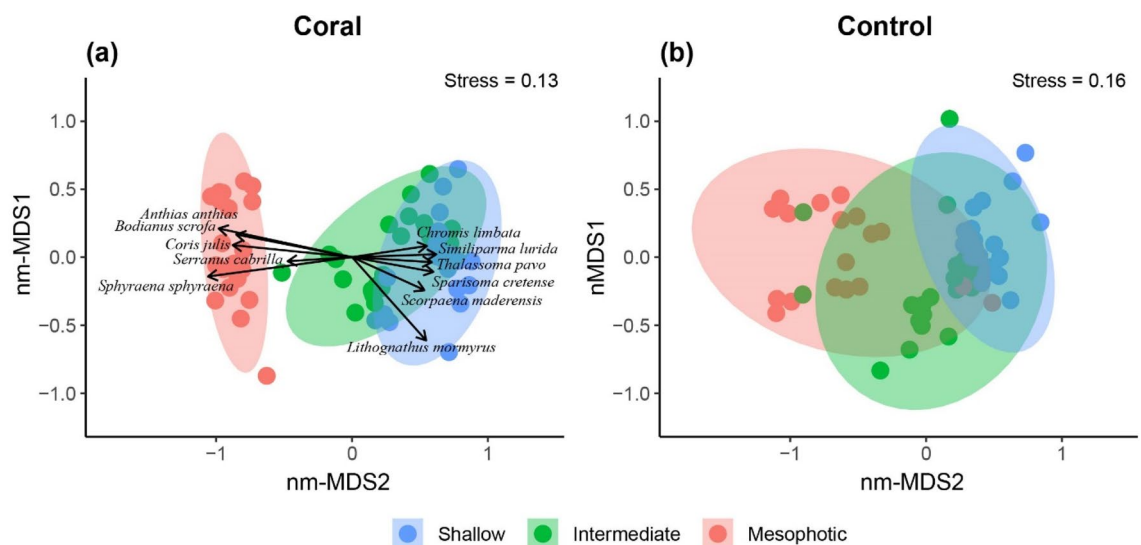 Coral
Control
(a)
(b)
Stress = 0.13
Stress = 0.16
nm-MDS1
1.0
0.5
0.0
−0.5
−1.0
Anthias anthias
Bodianus scrofa
Coris julis
Serranus cabrilla
Sphyraena sphyraena
Chromis limbata
Similiparma lurida
Thalassoma pavo
Sparisoma cretense
Scorpaena maderensis
Lithognathus mormyrus
−1
0
1
nm-MDS2
nMDS1
1.0
0.5
0.0
−0.5
−1.0
−1
0
1
nm-MDS2
Shallow
Intermediate
Mesophotic